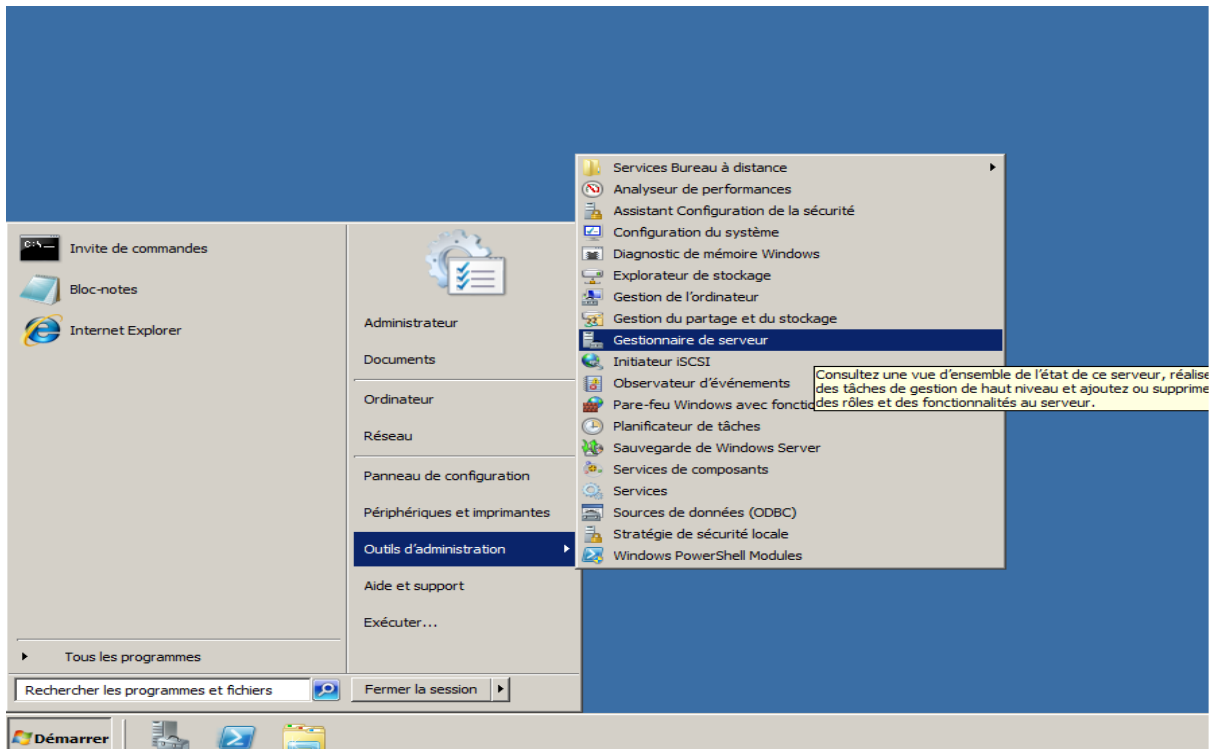 Invite de commandes
Bloc-notes
Internet Explorer
Tous les programmes
Rechercher les programmes et fichiers
Administrateur
Documents
Ordinateur
Réseau
Panneau de configuration
Périphériques et imprimantes
Outils d'administration
Aide et support
Exécuter...
Fermer la session
Services Bureau à distance
Analyseur de performances
Assistant Configuration de la sécurité
Configuration du système
Diagnostic de mémoire Windows
Explorateur de stockage
Gestion de l'ordinateur
Gestion du partage et du stockage
Gestionnaire de serveur
Initiateur iSCSI
Observateur d'événements
Pare-feu Windows avec fonctio
Planificateur de tâches
Sauvegarde de Windows Server
Services de composants
Services
Sources de données (ODBC)
Stratégie de sécurité locale
Windows PowerShell Modules
Consultez une vue d'ensemble de l'état de ce serveur, réalise
des tâches de gestion de haut niveau et ajoutez ou supprime
des rôles et des fonctionnalités au serveur.
Démarrer